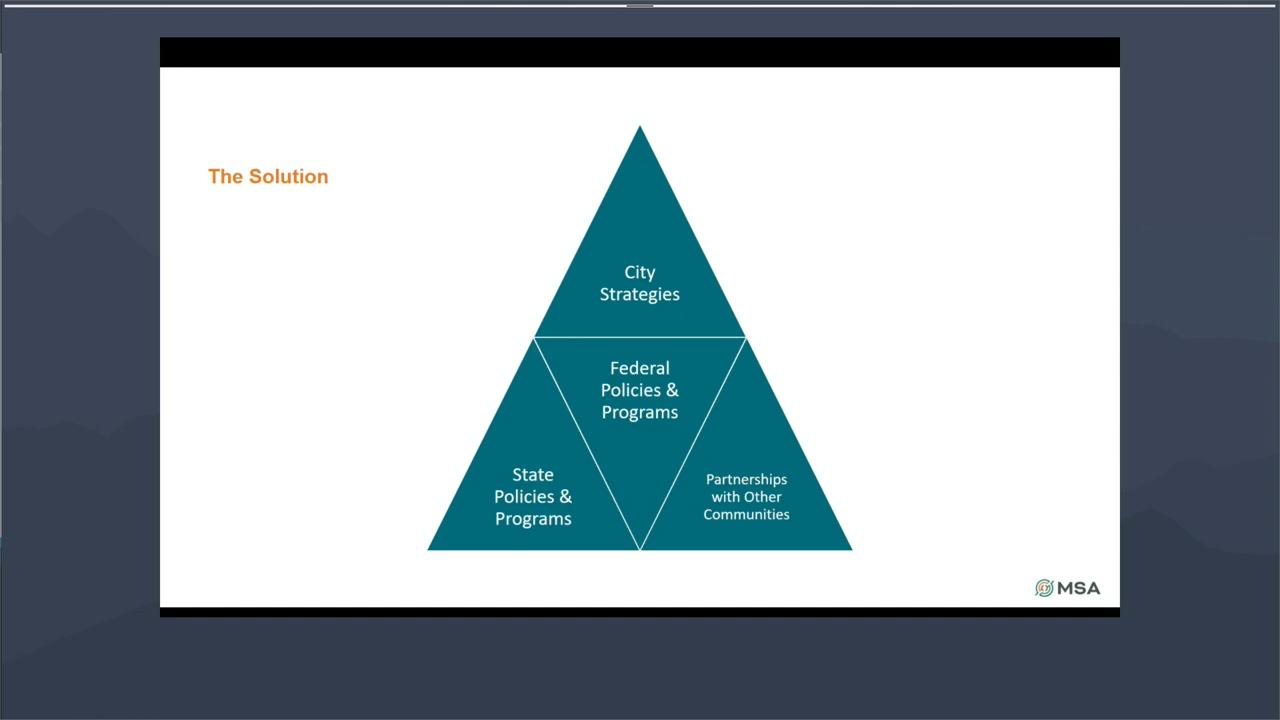 The Solution
City
Strategies
Federal
Policies &
Programs
State
Policies &
Programs
Partnerships
with Other
Communities
MSA